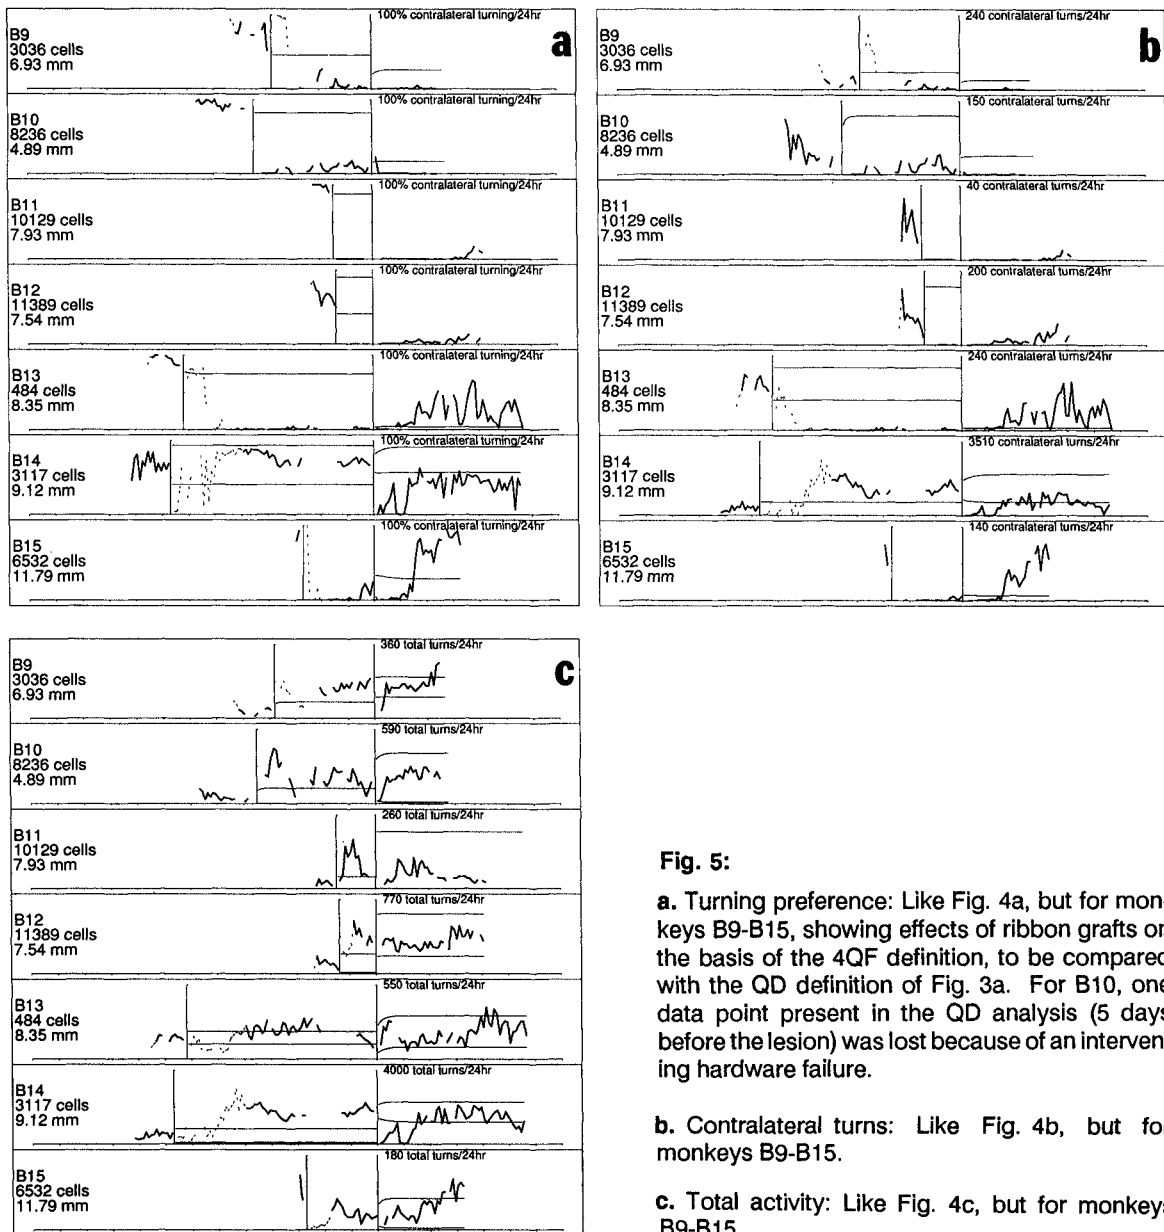 a
B9
3036 cells
6.93 mm
100% contralateral turning/24hr
B10
8236 cells
4.89 mm
100% contralateral turning/24hr
B11
10129 cells
7.93 mm
100% contralateral turning/24hr
B12
11389 cells
7.54 mm
100% contralateral turning/24hr
B13
484 cells
8.35 mm
100% contralateral turning/24hr
B14
3117 cells
9.12 mm
100% contralateral turning/24hr
B15
6532 cells
11.79 mm
100% contralateral turning/24hr
b
B9
3036 cells
6.93 mm
240 contralateral turns/24hr
B10
8236 cells
4.89 mm
150 contralateral turns/24hr
B11
10129 cells
7.93 mm
40 contralateral turns/24hr
B12
11389 cells
7.54 mm
200 contralateral turns/24hr
B13
484 cells
8.35 mm
240 contralateral turns/24hr
B14
3117 cells
9.12 mm
3510 contralateral turns/24hr
B15
6532 cells
11.79 mm
140 contralateral turns/24hr
c
B9
3036 cells
6.93 mm
360 total turns/24hr
B10
8236 cells
4.89 mm
590 total turns/24hr
B11
10129 cells
7.93 mm
260 total turns/24hr
B12
11389 cells
7.54 mm
770 total turns/24hr
B13
484 cells
8.35 mm
550 total turns/24hr
B14
3117 cells
9.12 mm
4000 total turns/24hr
B15
6532 cells
11.79 mm
180 total turns/24hr
Fig. 5:
a. Turning preference: Like Fig. 4a, but for mon-
keys B9-B15, showing effects of ribbon grafts on
the basis of the 4QF definition, to be compared
with the QD definition of Fig. 3a. For B10, one
data point present in the QD analysis (5 days
before the lesion) was lost because of an interven-
ing hardware failure.
b. Contralateral turns: Like Fig. 4b, but for
monkeys B9-B15.
c. Total activity: Like Fig. 4c, but for monkeys
B9-B15